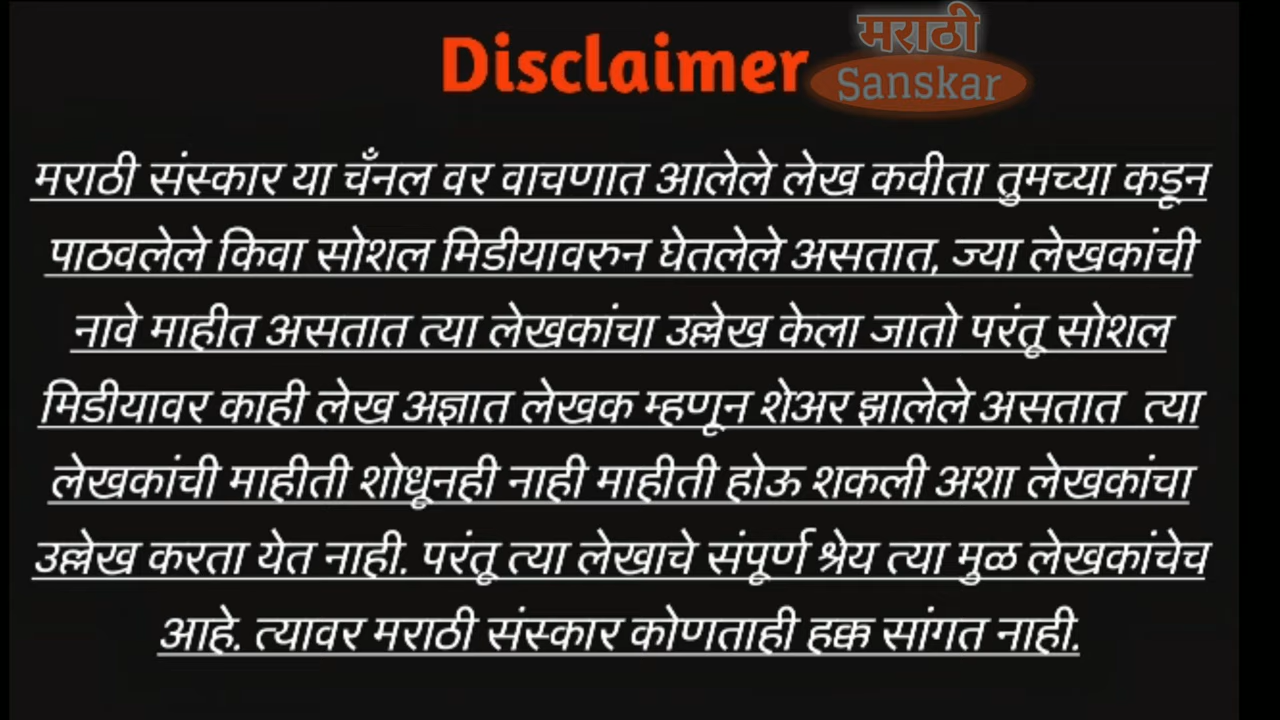 Disclaimer
मराठी
Sanskar
मराठी संस्कार या चँनल वर वाचणात आलेले लेख कवीता तुमच्या कडून
पाठवलेले किवा सोशल मिडीयावरुन घेतलेले असतात, ज्या लेखकांची
नावे माहीत असतात त्या लेखकांचा उल्लेख केला जातो परंतू सोशल
मिडीयावर काही लेख अज्ञात लेखक म्हणून शेअर झालेले असतात त्या
लेखकांची माहीती शोधूनही नाही माहीती होऊ शकली अशा लेखकांचा
उल्लेख करता येत नाही. परंतू त्या लेखाचे संपूर्ण श्रेय त्या मुळ लेखकांचेच
आहे. त्यावर मराठी संस्कार कोणताही हक्क सांगत नाही.